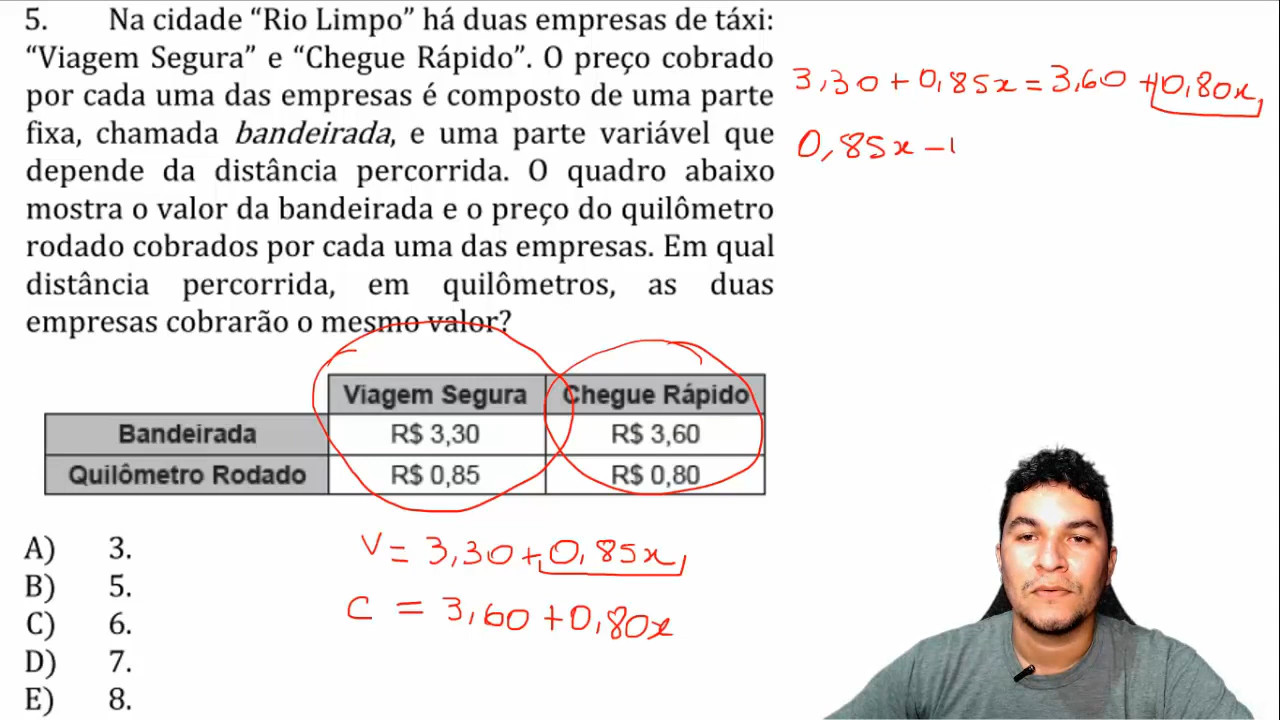 5. Na cidade “Rio Limpo” há duas empresas de táxi:
“Viagem Segura” e “Chegue Rápido”. O preço cobrado
por cada uma das empresas é composto de uma parte
fixa, chamada bandeirada, e uma parte variável que
depende da distância percorrida. O quadro abaixo
mostra o valor da bandeirada e o preço do quilômetro
rodado cobrados por cada uma das empresas. Em qual
distância percorrida, em quilômetros, as duas
empresas cobrarão o mesmo valor?
Viagem Segura Chegue Rápido
Bandeirada R$ 3,30 R$ 3,60
Quilômetro Rodado R$ 0,85 R$ 0,80
A) 3.
B) 5.
C) 6.
D) 7.
E) 8.
V = 3,30 + 0,85x
C = 3,60 + 0,80x
3,30 + 0,85x = 3,60 + 0,80x
0,85x –